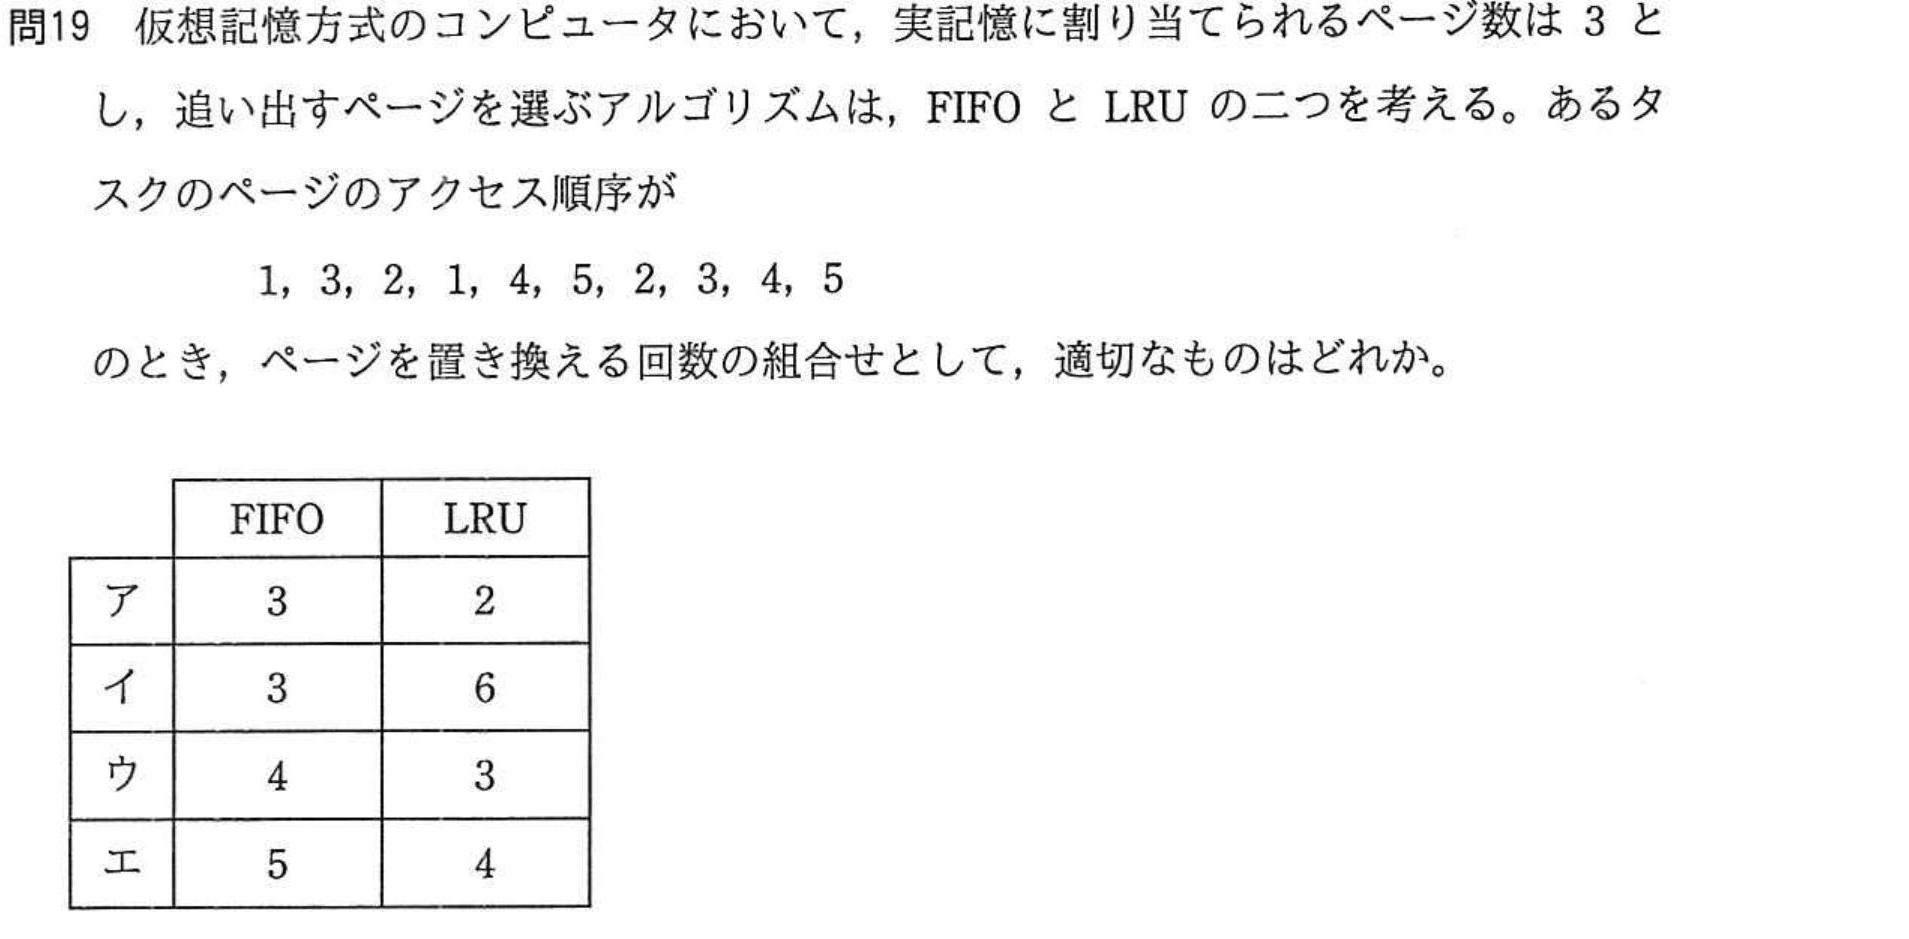 問19 仮想記憶方式のコンピュータにおいて，実記憶に割り当てられるページ数は 3 と
し，追い出すページを選ぶアルゴリズムは，FIFO と LRU の二つを考える。あるタ
スクのページのアクセス順序が
1，3，2，1，4，5，2，3，4，5
のとき，ページを置き換える回数の組合せとして，適切なものはどれか。
FIFO LRU
ア 3 2
イ 3 6
ウ 4 3
エ 5 4